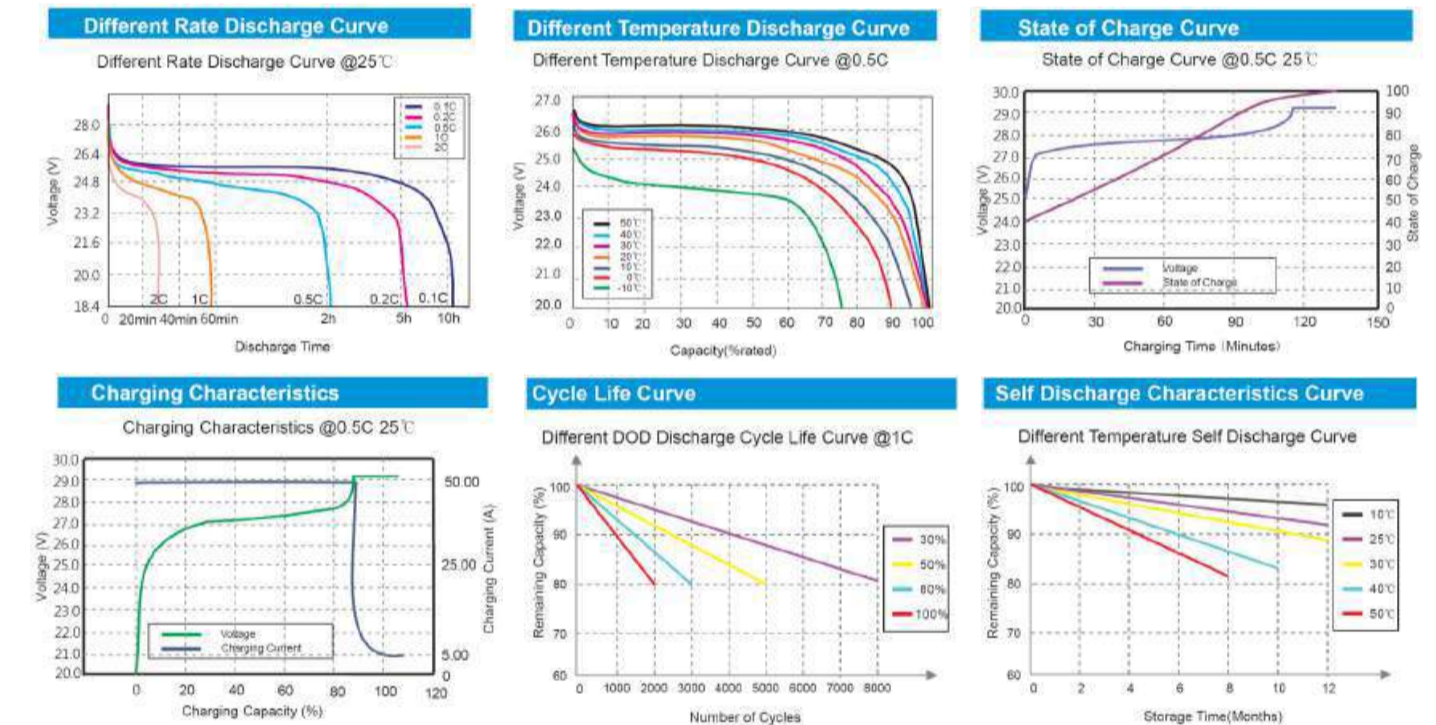 Different Rate Discharge Curve
Different Rate Discharge Curve @25℃
Voltage (V)
28.0
26.4
24.8
23.2
21.6
20.0
18.4
0.1C
0.2C
0.5C
1C
2C
2C 1C 0.5C 0.2C 0.1C
0 20min 40min 60min 2h 5h 10h
Discharge Time
Different Temperature Discharge Curve
Different Temperature Discharge Curve @0.5C
Voltage (V)
27.0
26.0
25.0
24.0
23.0
22.0
21.0
20.0
50℃
40℃
30℃
20℃
10℃
0℃
-10℃
0 10 20 30 40 50 60 70 80 90 100
Capacity(%rated)
State of Charge Curve
State of Charge Curve @0.5C 25℃
Voltage (V)
30.0
29.0
28.0
27.0
26.0
25.0
24.0
23.0
22.0
21.0
20.0
100
90
80
70
60
50
40
30
20
10
0
State of Charge
Voltage
State of Charge
0 30 60 90 120 150
Charging Time (Minutes)
Charging Characteristics
Charging Characteristics @0.5C 25℃
Voltage (V)
30.0
29.0
28.0
27.0
26.0
25.0
24.0
23.0
22.0
21.0
20.0
50.00
25.00
5.00
0
Charging Current (A)
Voltage
Charging Current
0 20 40 60 80 100 120
Charging Capacity (%)
Cycle Life Curve
Different DOD Discharge Cycle Life Curve @1C
Remaining Capacity (%)
100
90
80
70
60
30%
50%
80%
100%
0 1000 2000 3000 4000 5000 6000 7000 8000
Number of Cycles
Self Discharge Characteristics Curve
Different Temperature Self Discharge Curve
Remaining Capacity (%)
100
90
80
70
60
10℃
25℃
30℃
40℃
50℃
0 2 4 6 8 10 12
Storage Time(Months)